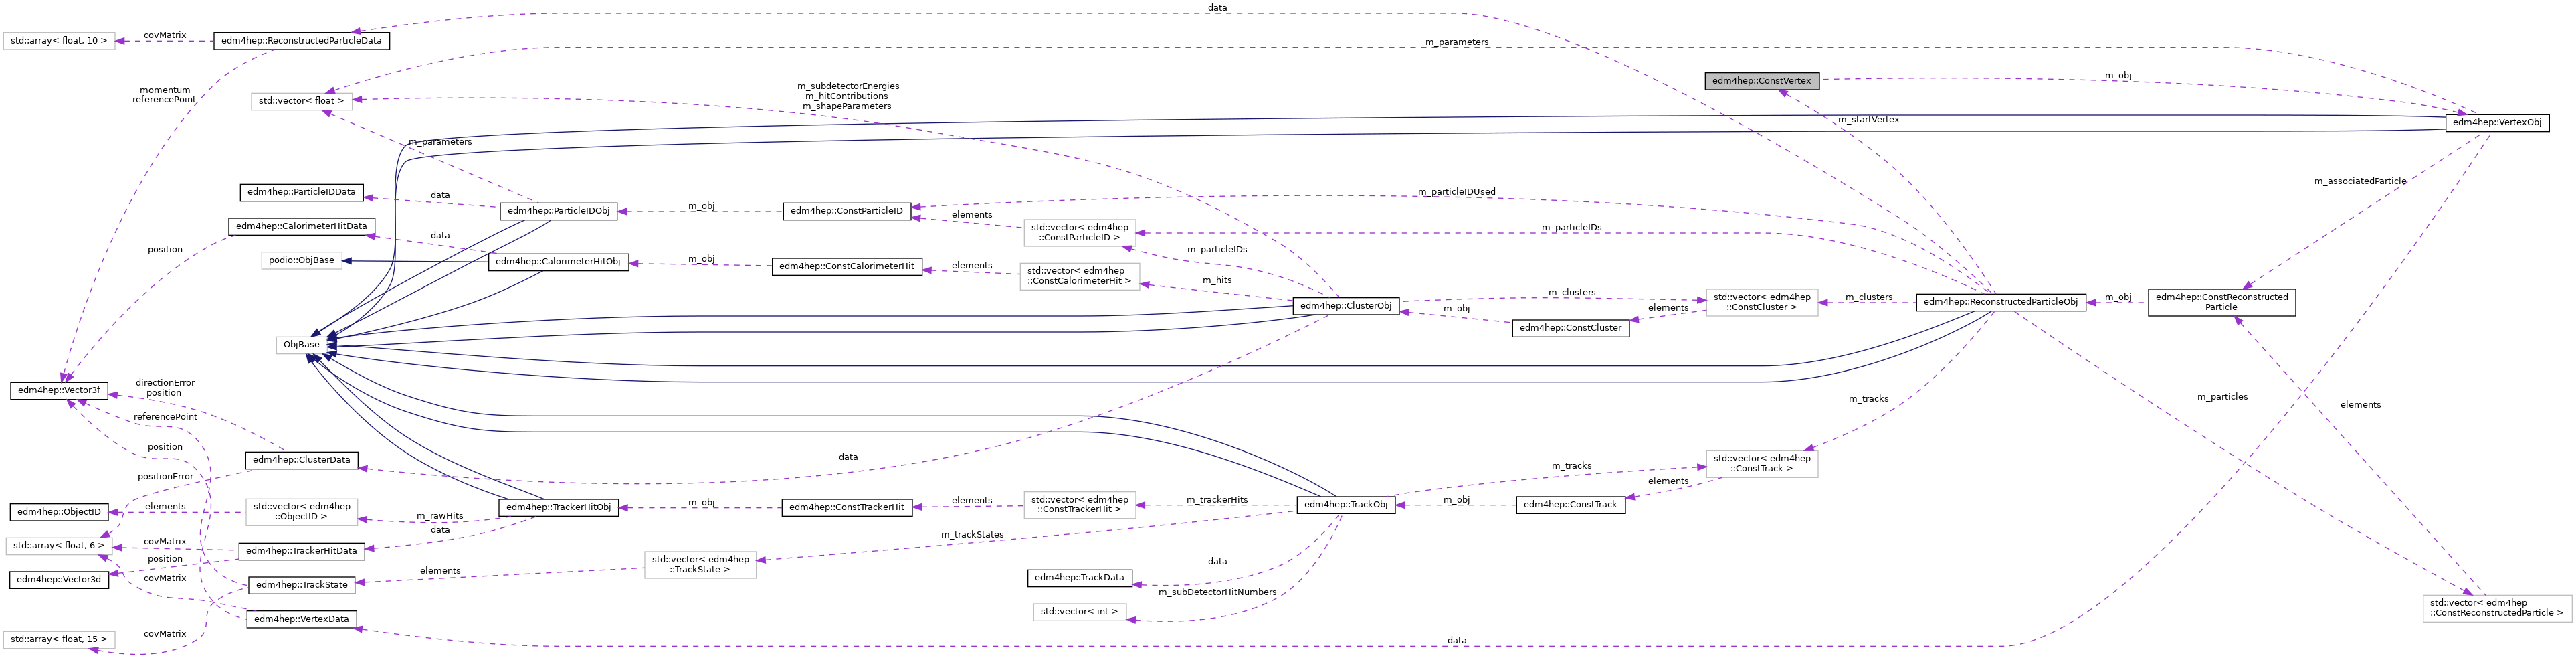 data
std::array< float, 10 >
covMatrix
edm4hep::ReconstructedParticleData
m_parameters
edm4hep::ConstVertex
m_obj
momentum
referencePoint
std::vector< float >
m_subdetectorEnergies
m_hitContributions
m_shapeParameters
m_startVertex
edm4hep::VertexObj
m_parameters
edm4hep::ParticleIDData
data
edm4hep::ParticleIDObj
m_obj
edm4hep::ConstParticleID
elements
m_particleIDUsed
m_associatedParticle
edm4hep::CalorimeterHitData
data
std::vector< edm4hep
::ConstParticleID >
m_particleIDs
m_particleIDs
position
podio::ObjBase
edm4hep::CalorimeterHitObj
m_obj
edm4hep::ConstCalorimeterHit
elements
std::vector< edm4hep
::ConstCalorimeterHit >
m_hits
edm4hep::ClusterObj
m_clusters
m_obj
edm4hep::ConstCluster
elements
std::vector< edm4hep
::ConstCluster >
m_clusters
edm4hep::ReconstructedParticleObj
m_obj
edm4hep::ConstReconstructed
Particle
ObjBase
edm4hep::Vector3f
directionError
position
referencePoint
position
positionError
edm4hep::ClusterData
data
m_tracks
m_particles
elements
edm4hep::ObjectID
elements
std::vector< edm4hep
::ObjectID >
m_rawHits
edm4hep::TrackerHitObj
m_obj
edm4hep::ConstTrackerHit
elements
std::vector< edm4hep
::ConstTrackerHit >
m_trackerHits
edm4hep::TrackObj
m_tracks
m_obj
edm4hep::ConstTrack
elements
std::vector< edm4hep
::ConstTrack >
data
std::array< float, 6 >
covMatrix
edm4hep::TrackerHitData
position
edm4hep::Vector3d
covMatrix
edm4hep::TrackState
elements
std::vector< edm4hep
::TrackState >
m_trackStates
edm4hep::TrackData
data
m_subDetectorHitNumbers
std::vector< int >
edm4hep::VertexData
std::array< float, 15 >
covMatrix
data
std::vector< edm4hep
::ConstReconstructedParticle >